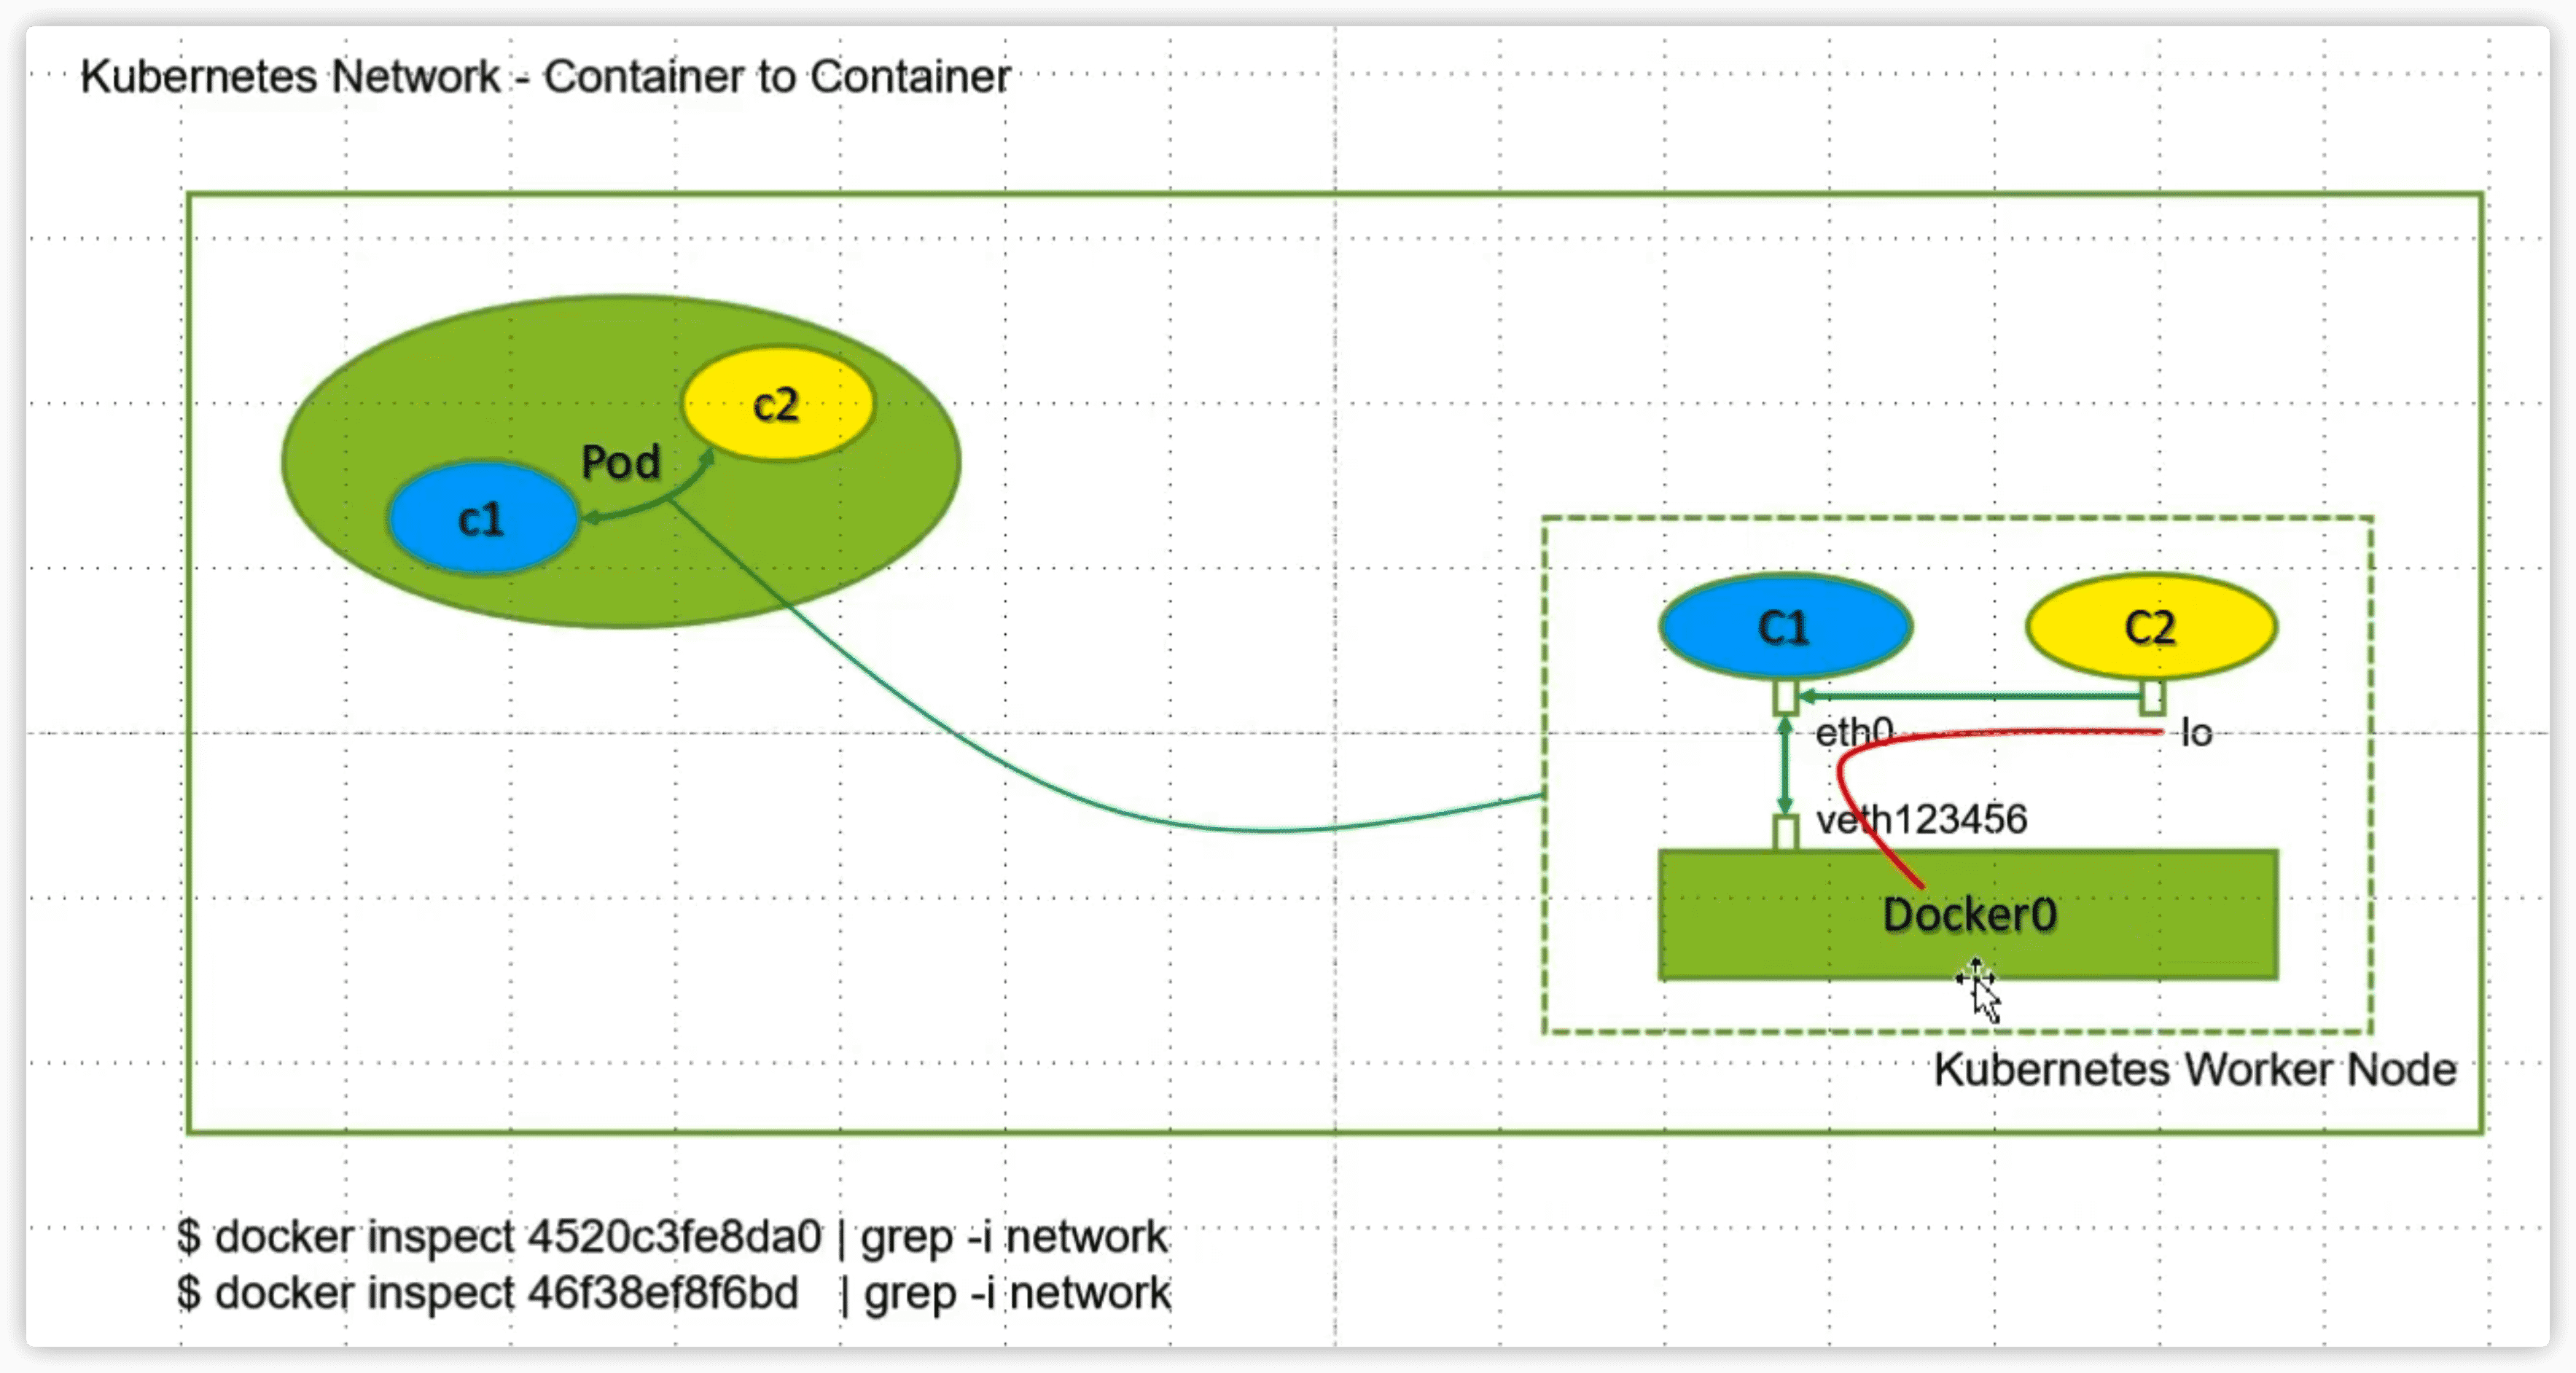 Kubernetes Network - Container to Container
c2
Pod
c1
C1
C2
eth0
lo
veth123456
Docker0
Kubernetes Worker Node
$ docker inspect 4520c3fe8da0 | grep -i network
$ docker inspect 46f38ef8f6bd | grep -i network